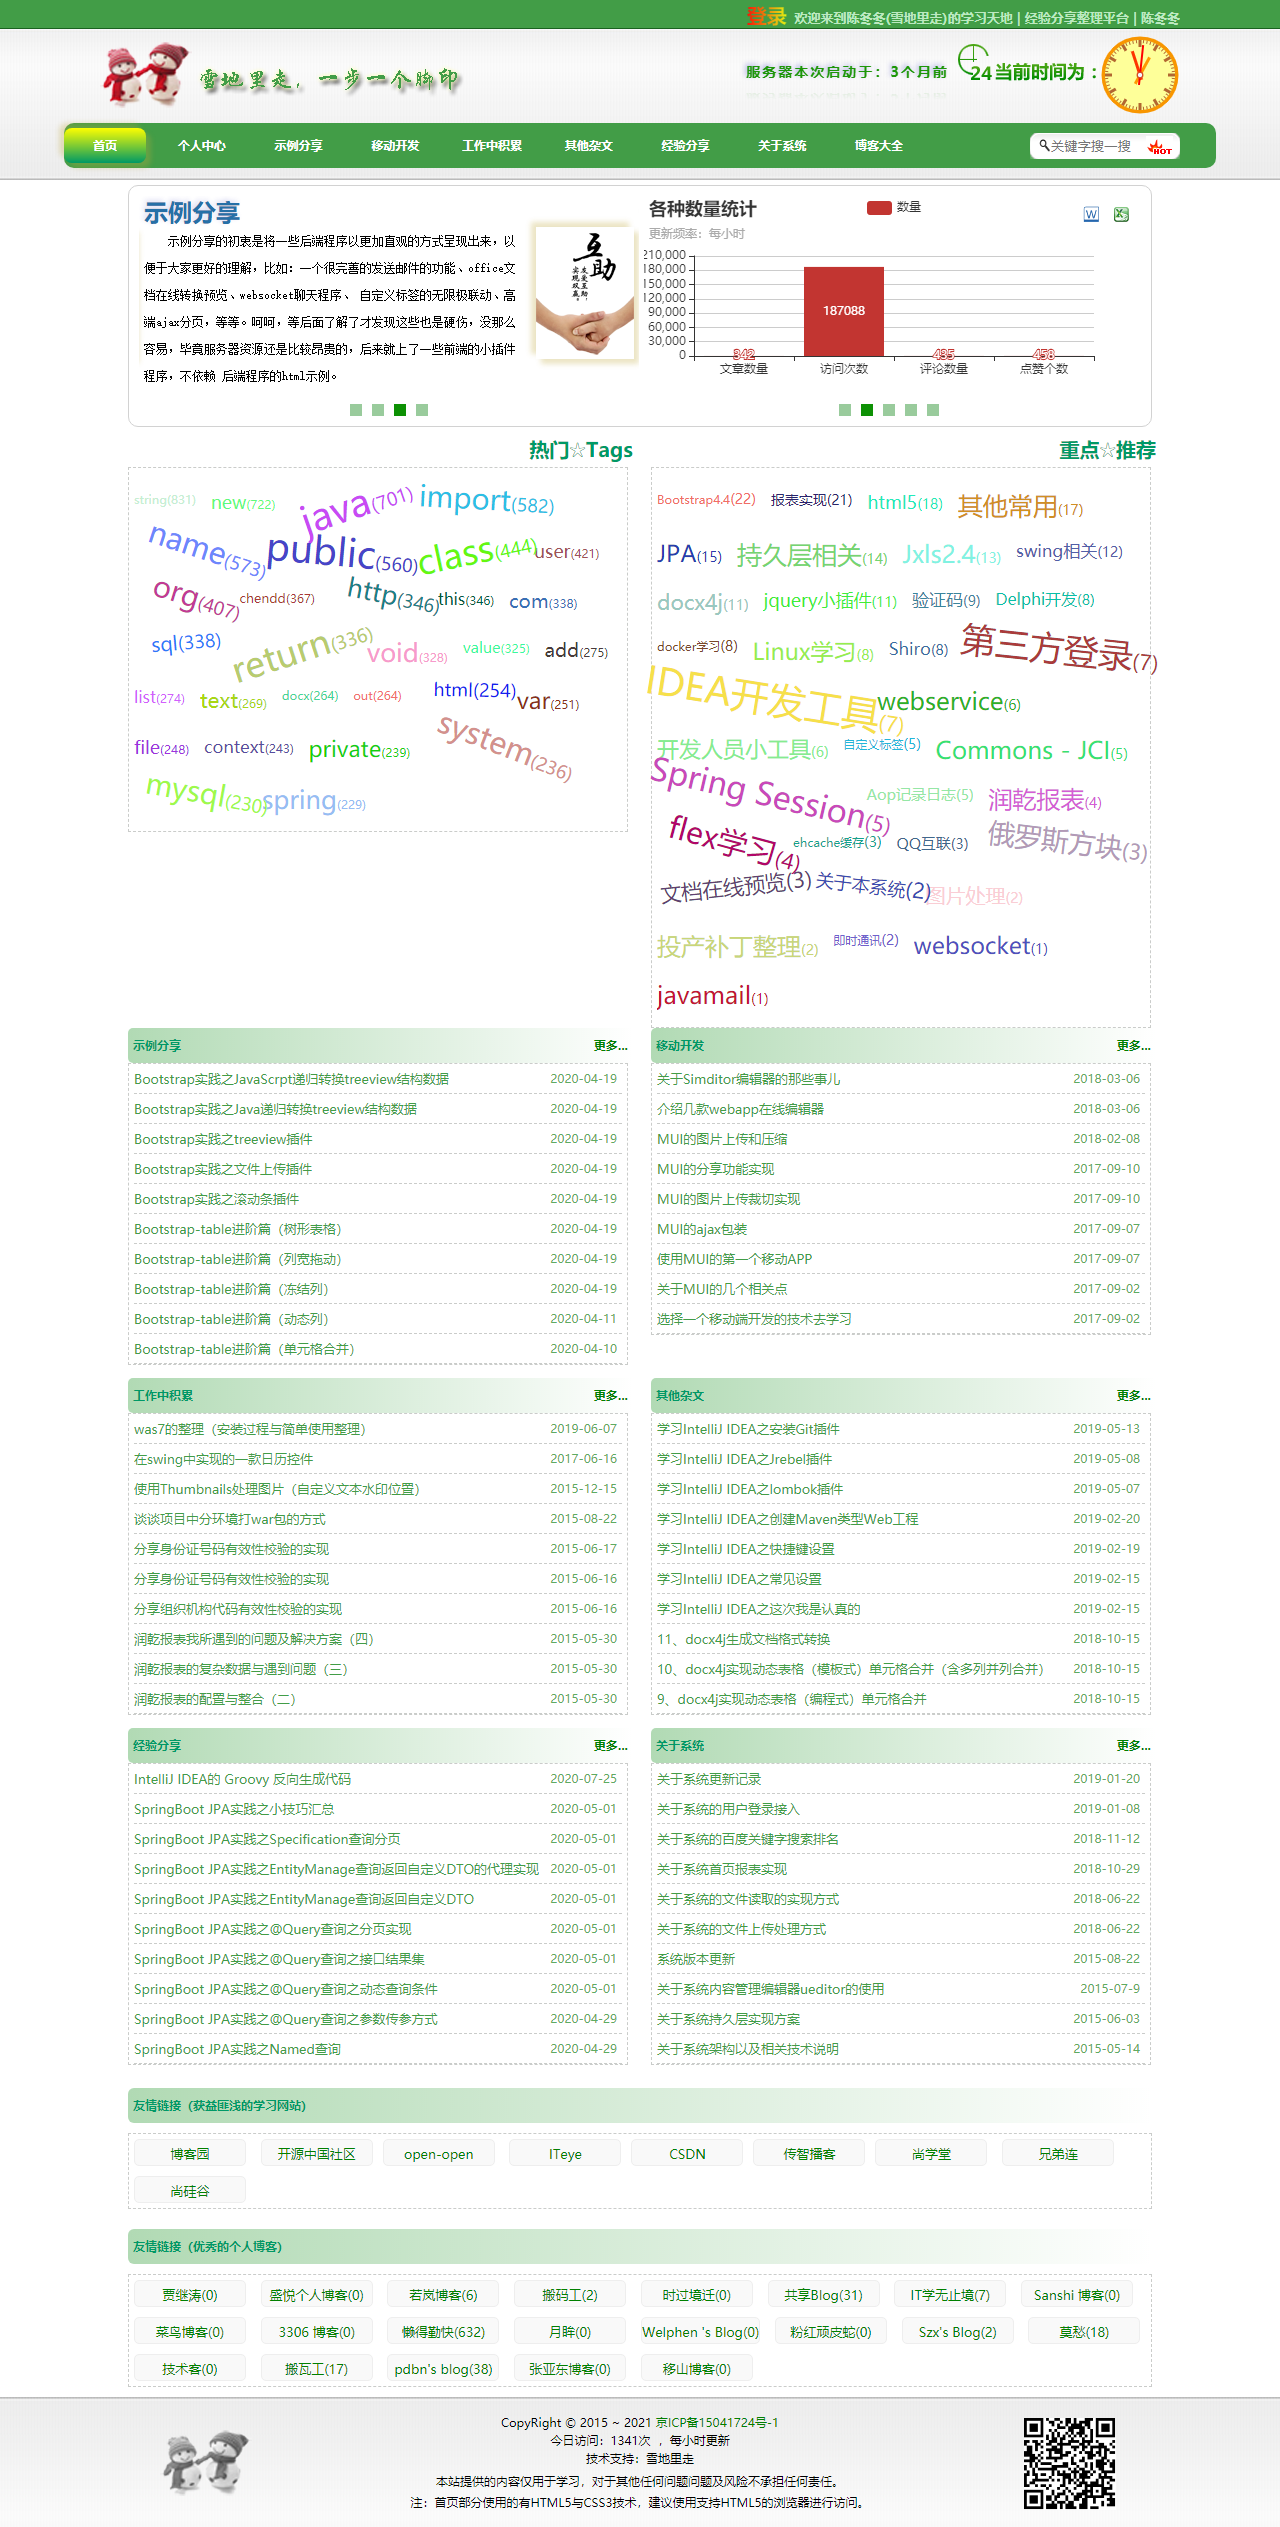 登录 欢迎来到陈冬冬(雪地里走)的学习天地 | 经验分享整理平台 | 陈冬冬
雪地里走，一步一个脚印
服务器本次启动于：3个月前 24 当前时间为：
首页 个人中心 示例分享 移动开发 工作中积累 其他杂文 经验分享 关于系统 博客大全 关键字搜一搜 HOT
示例分享
示例分享的初衷是将一些后端程序以更加直观的方式呈现出来，以
便于大家更好的理解，比如：一个很完善的发送邮件的功能、office文
档在线转换预览、websocket聊天程序、 自定义标签的无限极联动、高
端ajax分页，等等。呵呵，等后面了解了才发现这些也是硬伤，没那么
容易，毕竟服务器资源还是比较昂贵的，后来就上了一些前端的小插件
程序，不依赖 后端程序的html示例。
互助
友爱互助
实现双赢
各种数量统计 数量
更新频率：每小时
210,000
180,000
150,000
120,000
90,000
60,000
30,000
0
342 187088 435 458
文章数量 访问次数 评论数量 点赞个数
热门☆Tags
string(831) new(722) java(701) import(582)
name(573) public(560) class(444) user(421)
org(407) chendd(367) http(346) this(346) com(338)
sql(338) return(336) void(328) value(325) add(275)
list(274) text(269) docx(264) out(264) html(254) var(251)
file(248) context(243) private(239) system(236)
mysql(230) spring(229)
重点☆推荐
Bootstrap4.4(22) 报表实现(21) html5(18) 其他常用(17)
JPA(15) 持久层相关(14) Jxls2.4(13) swing相关(12)
docx4j(11) jquery小插件(11) 验证码(9) Delphi开发(8)
docker学习(8) Linux学习(8) Shiro(8) 第三方登录(7)
IDEA开发工具(7) webservice(6)
开发人员小工具(6) 自定义标签(5) Commons - JCI(5)
Spring Session(5) Aop记录日志(5) 润乾报表(4)
flex学习(4) ehcache缓存(3) QQ互联(3) 俄罗斯方块(3)
文档在线预览(3) 关于本系统(2) 图片处理(2)
投产补丁整理(2) 即时通讯(2) websocket(1)
javamail(1)
示例分享 更多...
Bootstrap实践之JavaScrpt递归转换treeview结构数据 2020-04-19
Bootstrap实践之Java递归转换treeview结构数据 2020-04-19
Bootstrap实践之treeview插件 2020-04-19
Bootstrap实践之文件上传插件 2020-04-19
Bootstrap实践之滚动条插件 2020-04-19
Bootstrap-table进阶篇（树形表格） 2020-04-19
Bootstrap-table进阶篇（列宽拖动） 2020-04-19
Bootstrap-table进阶篇（冻结列） 2020-04-19
Bootstrap-table进阶篇（动态列） 2020-04-11
Bootstrap-table进阶篇（单元格合并） 2020-04-10
移动开发 更多...
关于Simditor编辑器的那些事儿 2018-03-06
介绍几款webapp在线编辑器 2018-03-06
MUI的图片上传和压缩 2018-02-08
MUI的分享功能实现 2017-09-10
MUI的图片上传裁切实现 2017-09-10
MUI的ajax包装 2017-09-07
使用MUI的第一个移动APP 2017-09-07
关于MUI的几个相关点 2017-09-02
选择一个移动端开发的技术去学习 2017-09-02
工作中积累 更多...
was7的整理（安装过程与简单使用整理） 2019-06-07
在swing中实现的一款日历控件 2017-06-16
使用Thumbnails处理图片（自定义文本水印位置） 2015-12-15
谈谈项目中分环境打war包的方式 2015-08-22
分享身份证号码有效性校验的实现 2015-06-17
分享身份证号码有效性校验的实现 2015-06-16
分享组织机构代码有效性校验的实现 2015-06-16
润乾报表我所遇到的问题及解决方案（四） 2015-05-30
润乾报表的复杂数据与遇到问题（三） 2015-05-30
润乾报表的配置与整合（二） 2015-05-30
其他杂文 更多...
学习IntelliJ IDEA之安装Git插件 2019-05-13
学习IntelliJ IDEA之Jrebel插件 2019-05-08
学习IntelliJ IDEA之lombok插件 2019-05-07
学习IntelliJ IDEA之创建Maven类型Web工程 2019-02-20
学习IntelliJ IDEA之快捷键设置 2019-02-19
学习IntelliJ IDEA之常见设置 2019-02-15
学习IntelliJ IDEA之这次我是认真的 2019-02-15
11、docx4j生成文档格式转换 2018-10-15
10、docx4j实现动态表格（模板式）单元格合并（含多列并列合并） 2018-10-15
9、docx4j实现动态表格（编程式）单元格合并 2018-10-15
经验分享 更多...
IntelliJ IDEA的 Groovy 反向生成代码 2020-07-25
SpringBoot JPA实践之小技巧汇总 2020-05-01
SpringBoot JPA实践之Specification查询分页 2020-05-01
SpringBoot JPA实践之EntityManage查询返回自定义DTO的代理实现 2020-05-01
SpringBoot JPA实践之EntityManage查询返回自定义DTO 2020-05-01
SpringBoot JPA实践之@Query查询之分页实现 2020-05-01
SpringBoot JPA实践之@Query查询之接口结果集 2020-05-01
SpringBoot JPA实践之@Query查询之动态查询条件 2020-05-01
SpringBoot JPA实践之@Query查询之参数传参方式 2020-04-29
SpringBoot JPA实践之Named查询 2020-04-29
关于系统 更多...
关于系统更新记录 2019-01-20
关于系统的用户登录接入 2019-01-08
关于系统的百度关键字搜索排名 2018-11-12
关于系统首页报表实现 2018-10-29
关于系统的文件读取的实现方式 2018-06-22
关于系统的文件上传处理方式 2018-06-22
系统版本更新 2015-08-22
关于系统内容管理编辑器ueditor的使用 2015-07-9
关于系统持久层实现方案 2015-06-03
关于系统架构以及相关技术说明 2015-05-14
友情链接（获益匪浅的学习网站）
博客园 开源中国社区 open-open ITeye CSDN 传智播客 尚学堂 兄弟连
尚硅谷
友情链接（优秀的个人博客）
贾继涛(0) 盛悦个人博客(0) 若岚博客(6) 搬码工(2) 时过境迁(0) 共享Blog(31) IT学无止境(7) Sanshi 博客(0)
菜鸟博客(0) 3306 博客(0) 懒得勤快(632) 月眸(0) Welphen 's Blog(0) 粉红顽皮蛇(0) Szx's Blog(2) 莫愁(18)
技术客(0) 搬瓦工(17) pdbn's blog(38) 张亚东博客(0) 移山博客(0)
CopyRight © 2015 ~ 2021 京ICP备15041724号-1
今日访问：1341次 ，每小时更新
技术支持：雪地里走
本站提供的内容仅用于学习，对于其他任何问题问题及风险不承担任何责任。
注：首页部分使用的有HTML5与CSS3技术，建议使用支持HTML5的浏览器进行访问。